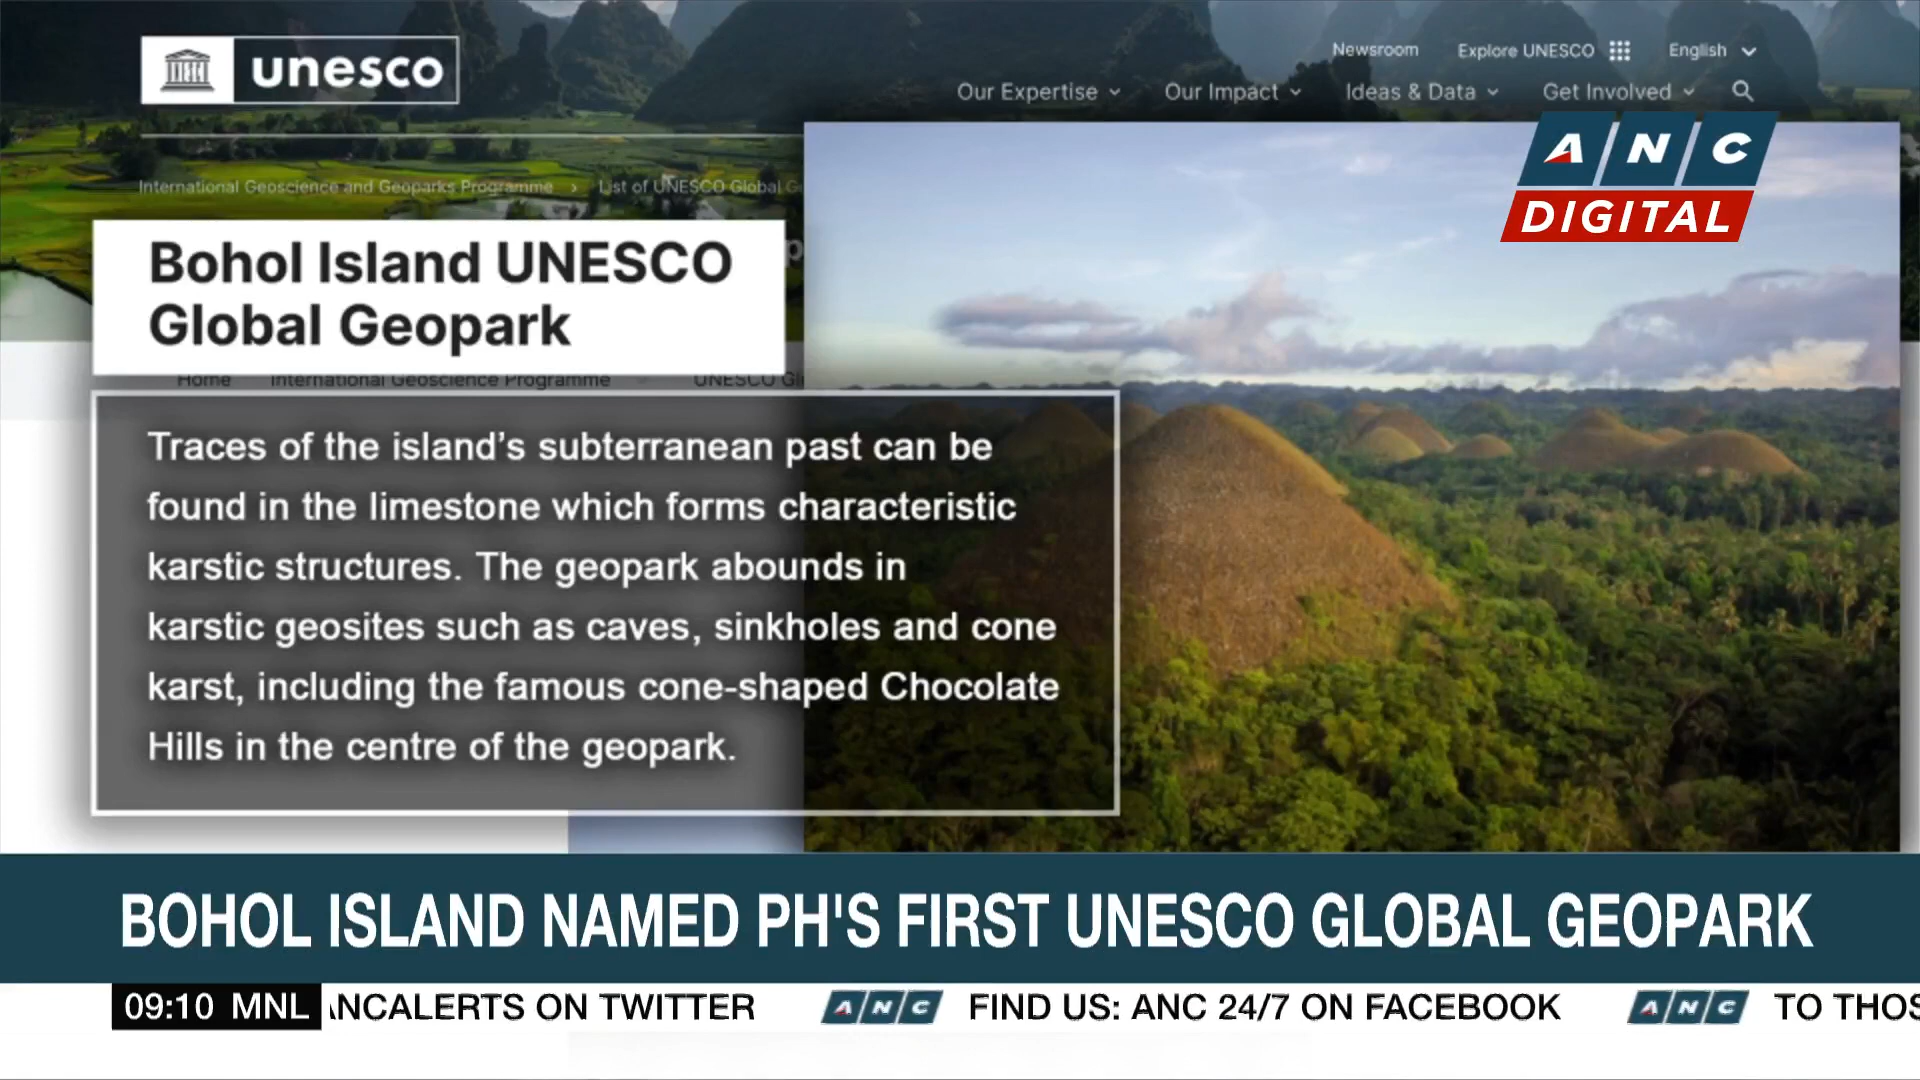 unesco
Newsroom Explore UNESCO English
Our Expertise Our Impact Ideas & Data Get Involved
ANC
DIGITAL
International Geoscience and Geoparks Programme > List of UNESCO Global G
Bohol Island UNESCO
Global Geopark
Home International Geoscience Programme UNESCO Gl
Traces of the island’s subterranean past can be
found in the limestone which forms characteristic
karstic structures. The geopark abounds in
karstic geosites such as caves, sinkholes and cone
karst, including the famous cone-shaped Chocolate
Hills in the centre of the geopark.
BOHOL ISLAND NAMED PH'S FIRST UNESCO GLOBAL GEOPARK
09:10 MNL ANCALERTS ON TWITTER ANC FIND US: ANC 24/7 ON FACEBOOK ANC TO THOS